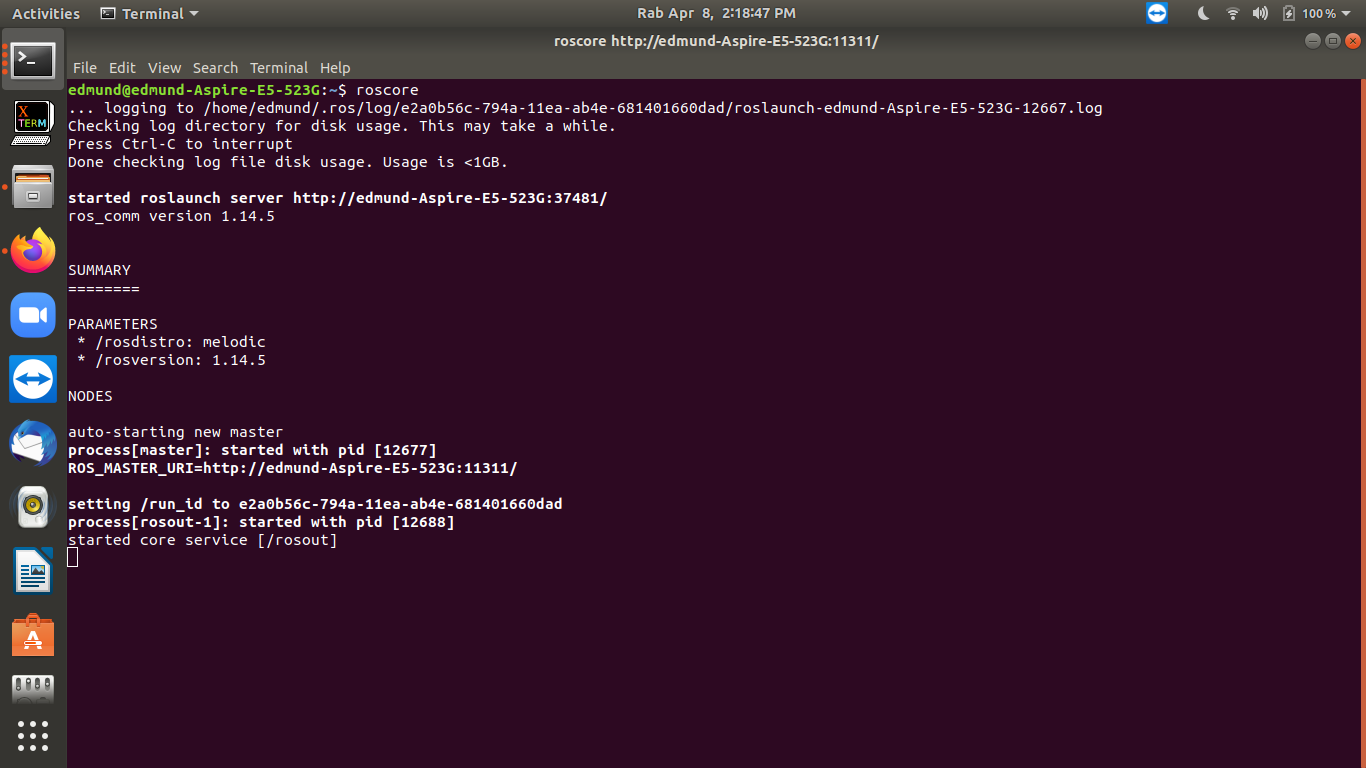 Activities
Terminal
Rab Apr 8, 2:18:47 PM
100 %
roscore http://edmund-Aspire-E5-523G:11311/
File Edit View Search Terminal Help
edmund@edmund-Aspire-E5-523G:~$ roscore
... logging to /home/edmund/.ros/log/e2a0b56c-794a-11ea-ab4e-681401660dad/roslaunch-edmund-Aspire-E5-523G-12667.log
Checking log directory for disk usage. This may take a while.
Press Ctrl-C to interrupt
Done checking log file disk usage. Usage is <1GB.
started roslaunch server http://edmund-Aspire-E5-523G:37481/
ros_comm version 1.14.5
SUMMARY
========
PARAMETERS
* /rosdistro: melodic
* /rosversion: 1.14.5
NODES
auto-starting new master
process[master]: started with pid [12677]
ROS_MASTER_URI=http://edmund-Aspire-E5-523G:11311/
setting /run_id to e2a0b56c-794a-11ea-ab4e-681401660dad
process[rosout-1]: started with pid [12688]
started core service [/rosout]
X
TERM